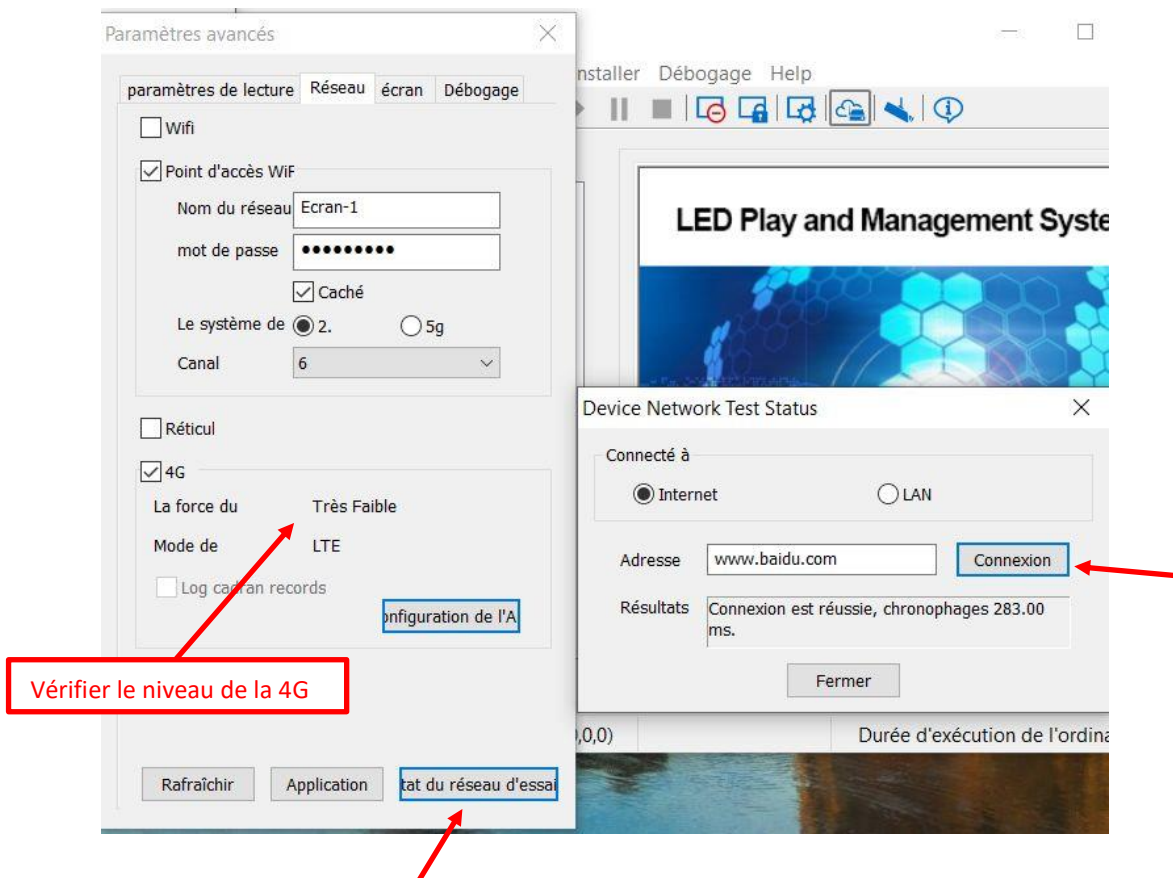 Paramètres avancés
nstaller Débogage Help
paramètres de lecture Réseau écran Débogage
Wifi
Point d'accès WiF
Nom du réseau Ecran-1
mot de passe •••••••••
Caché
Le système de 2. 5g
Canal 6
Réticul
4G
La force du Très Faible
Mode de LTE
Log cadran records
onfiguration de l'A
Vérifier le niveau de la 4G
Rafraîchir Application tat du réseau d'essai
LED Play and Management Syste
Device Network Test Status
Connecté à
Internet LAN
Adresse www.baidu.com Connexion
Résultats Connexion est réussie, chronophages 283.00
ms.
Fermer
,0,0) Durée d'exécution de l'ordina